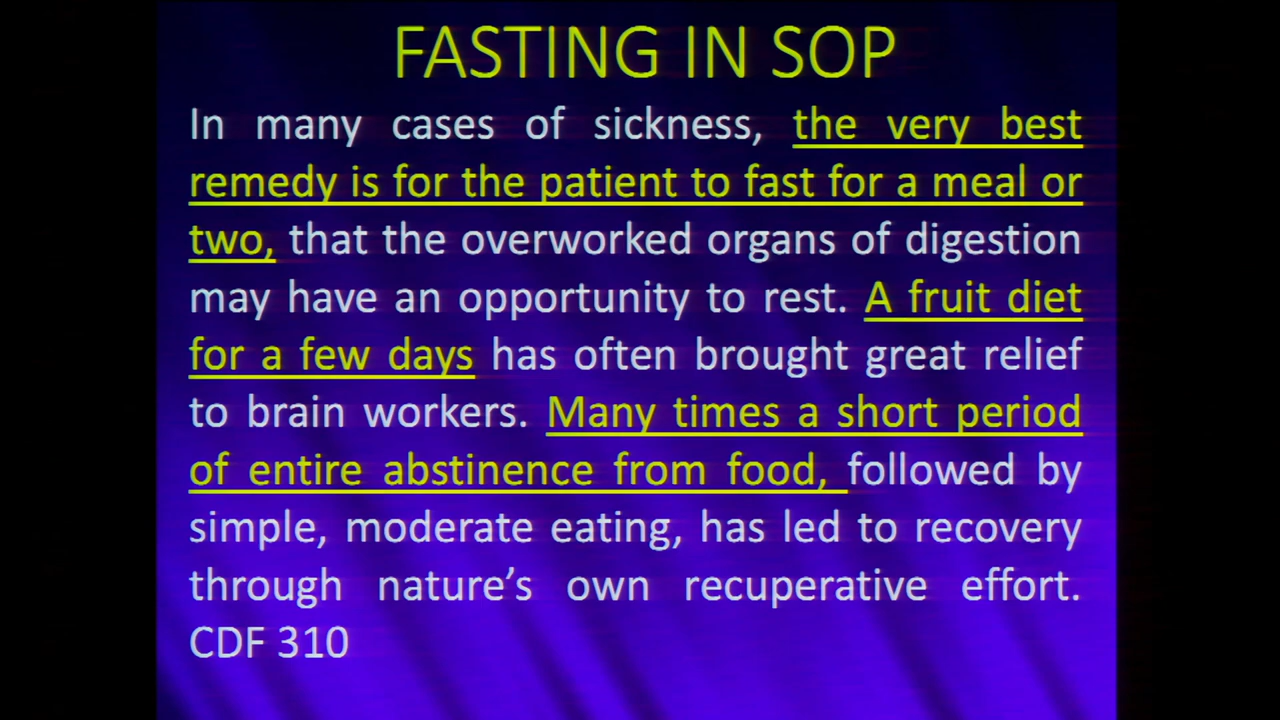 FASTING IN SOP
In many cases of sickness, the very best
remedy is for the patient to fast for a meal or
two, that the overworked organs of digestion
may have an opportunity to rest. A fruit diet
for a few days has often brought great relief
to brain workers. Many times a short period
of entire abstinence from food, followed by
simple, moderate eating, has led to recovery
through nature’s own recuperative effort.
CDF 310